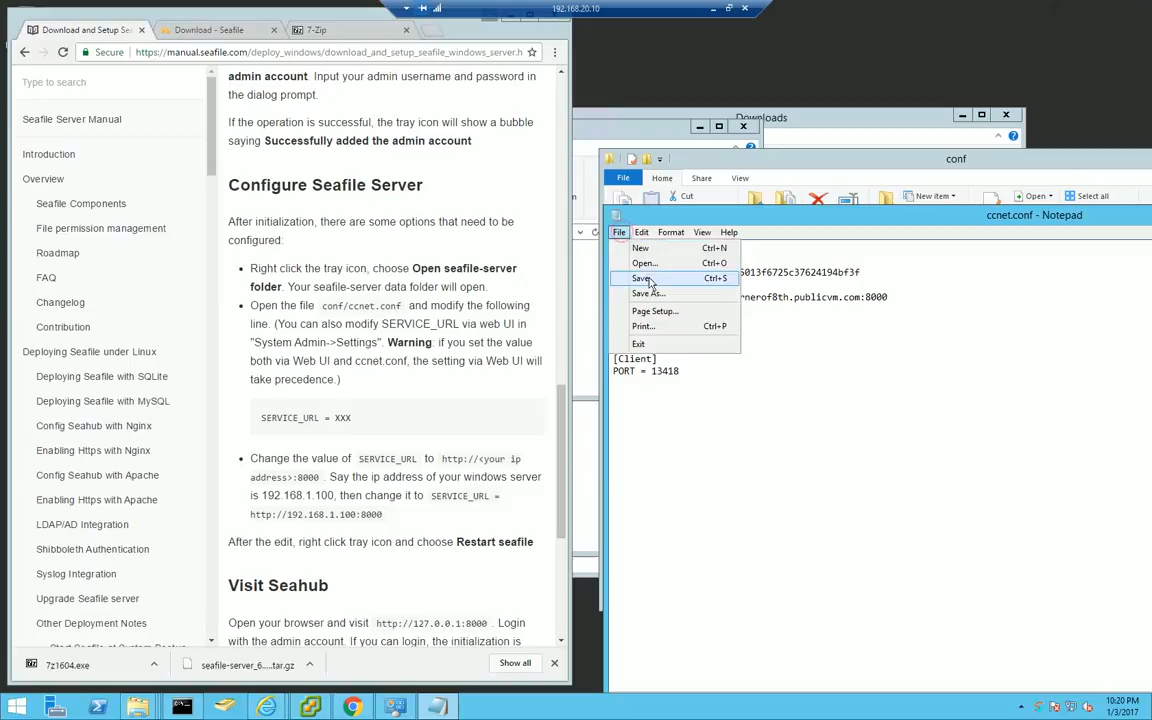 192.168.20.10
Download and Setup Sea
Download - Seafile
7-Zip
Secure
https://manual.seafile.com/deploy_windows/download_and_setup_seafile_windows_server.h
Type to search
Seafile Server Manual
Introduction
Overview
Seafile Components
File permission management
Roadmap
FAQ
Changelog
Contribution
Deploying Seafile under Linux
Deploying Seafile with SQLite
Deploying Seafile with MySQL
Config Seahub with Nginx
Enabling Https with Nginx
Config Seahub with Apache
Enabling Https with Apache
LDAP/AD Integration
Shibboleth Authentication
Syslog Integration
Upgrade Seafile server
Other Deployment Notes
admin account. Input your admin username and password in
the dialog prompt.
If the operation is successful, the tray icon will show a bubble
saying Successfully added the admin account
Configure Seafile Server
After initialization, there are some options that need to be
configured:
Right click the tray icon, choose Open seafile-server
folder. Your seafile-server data folder will open.
Open the file conf/ccnet.conf and modify the following
line. (You can also modify SERVICE_URL via web UI in
"System Admin->Settings". Warning: if you set the value
both via Web UI and ccnet.conf, the setting via Web UI will
take precedence.)
SERVICE_URL = XXX
Change the value of SERVICE_URL to http://<your ip
address>:8000 . Say the ip address of your windows server
is 192.168.1.100, then change it to SERVICE_URL =
http://192.168.1.100:8000
After the edit, right click tray icon and choose Restart seafile
Visit Seahub
Open your browser and visit http://127.0.0.1:8000 . Login
with the admin account. If you can login, the initialization is
7z1604.exe
seafile-server_6.....tar.gz
Show all
Downloads
conf
File
Home
Share
View
Cut
New item
Open
Select all
ccnet.conf - Notepad
File
Edit
Format
View
Help
New Ctrl+N
Open... Ctrl+O
Save Ctrl+S
Save As...
Page Setup...
Print... Ctrl+P
Exit
5013f6725c37624194bf3f
rnerof8th.publicvm.com:8000
[Client]
PORT = 13418
10:20 PM
1/3/2017